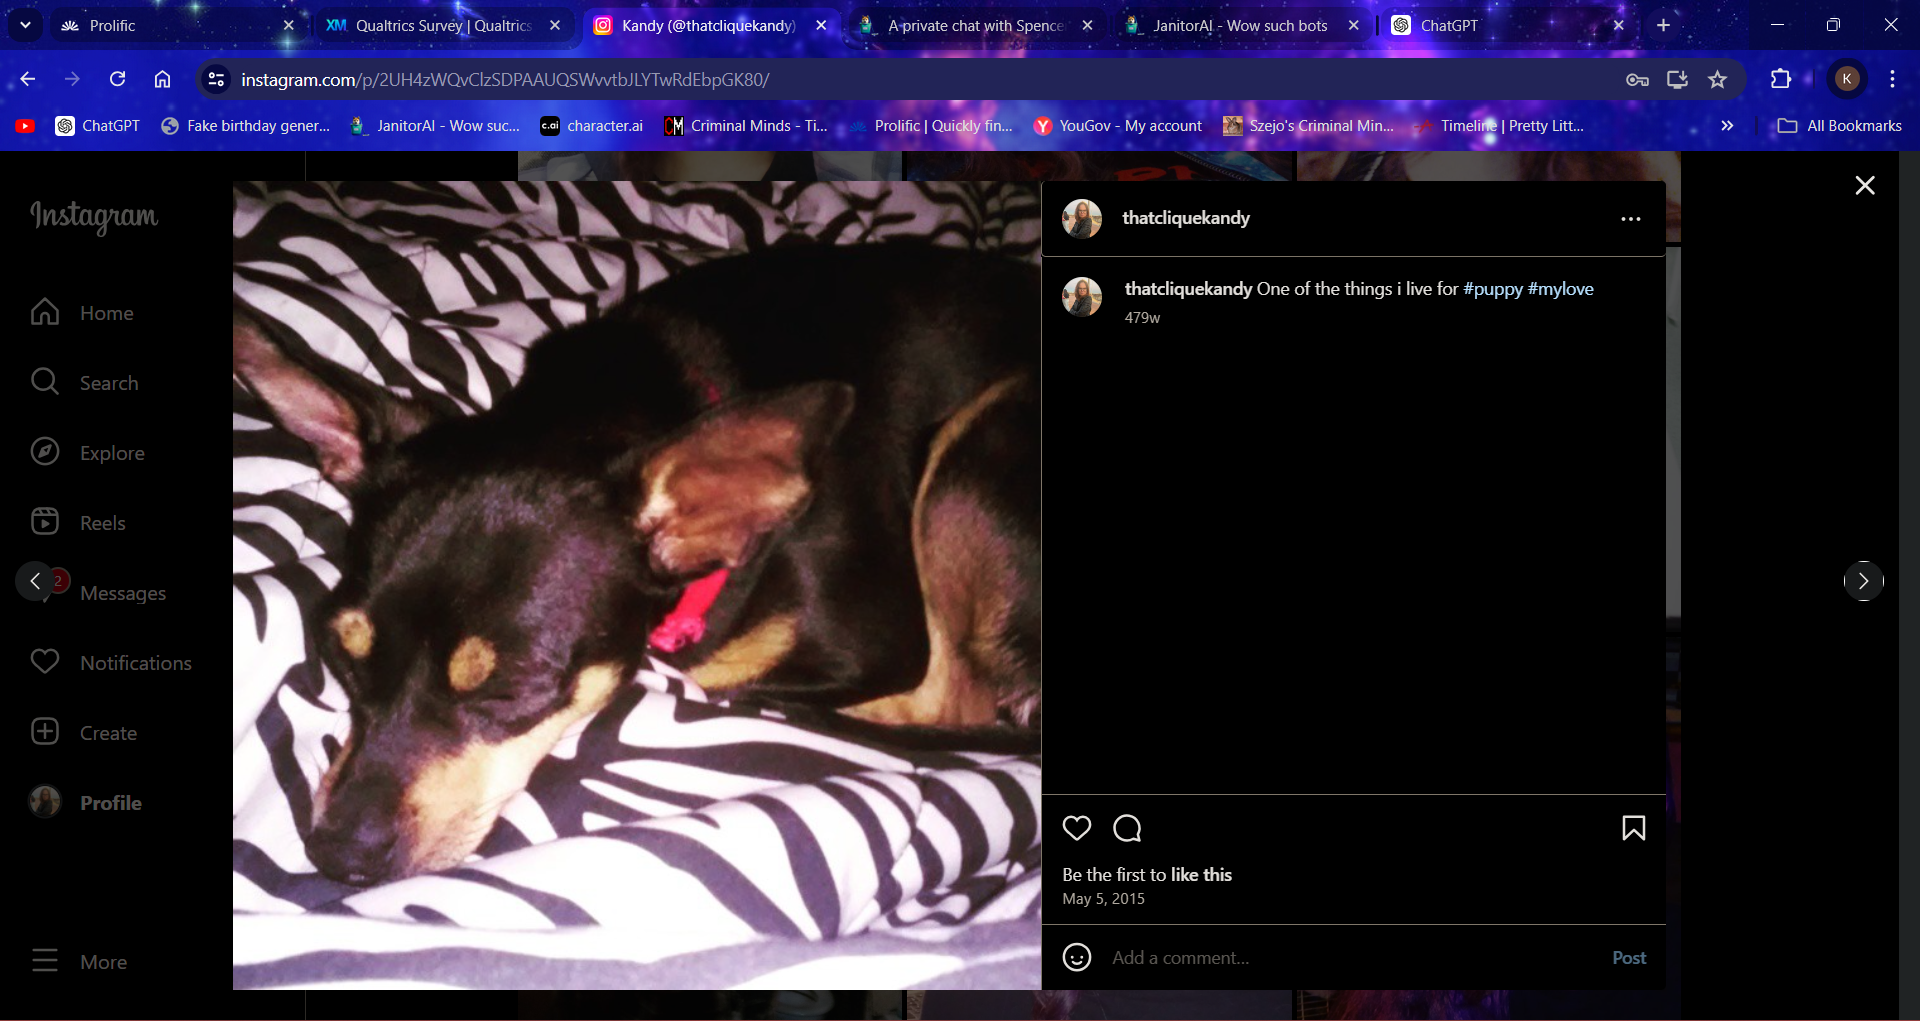 Prolific
Qualtrics Survey | Qualtrics
Kandy (@thatcliquekandy)
A private chat with Spencer
JanitorAI - Wow such bots
ChatGPT
instagram.com/p/2UH4zWQvClzSDPAAUQSWvvtbJLYTwRdEbpGK80/
K
ChatGPT
Fake birthday gener...
JanitorAI - Wow suc...
c.ai character.ai
CM Criminal Minds - Ti...
Prolific | Quickly fin...
Y YouGov - My account
Szejo's Criminal Min...
Timeline | Pretty Litt...
All Bookmarks
Instagram
Home
Search
Explore
Reels
2
Messages
Notifications
Create
Profile
More
thatcliquekandy
thatcliquekandy One of the things i live for #puppy #mylove
479w
Be the first to like this
May 5, 2015
Add a comment...
Post